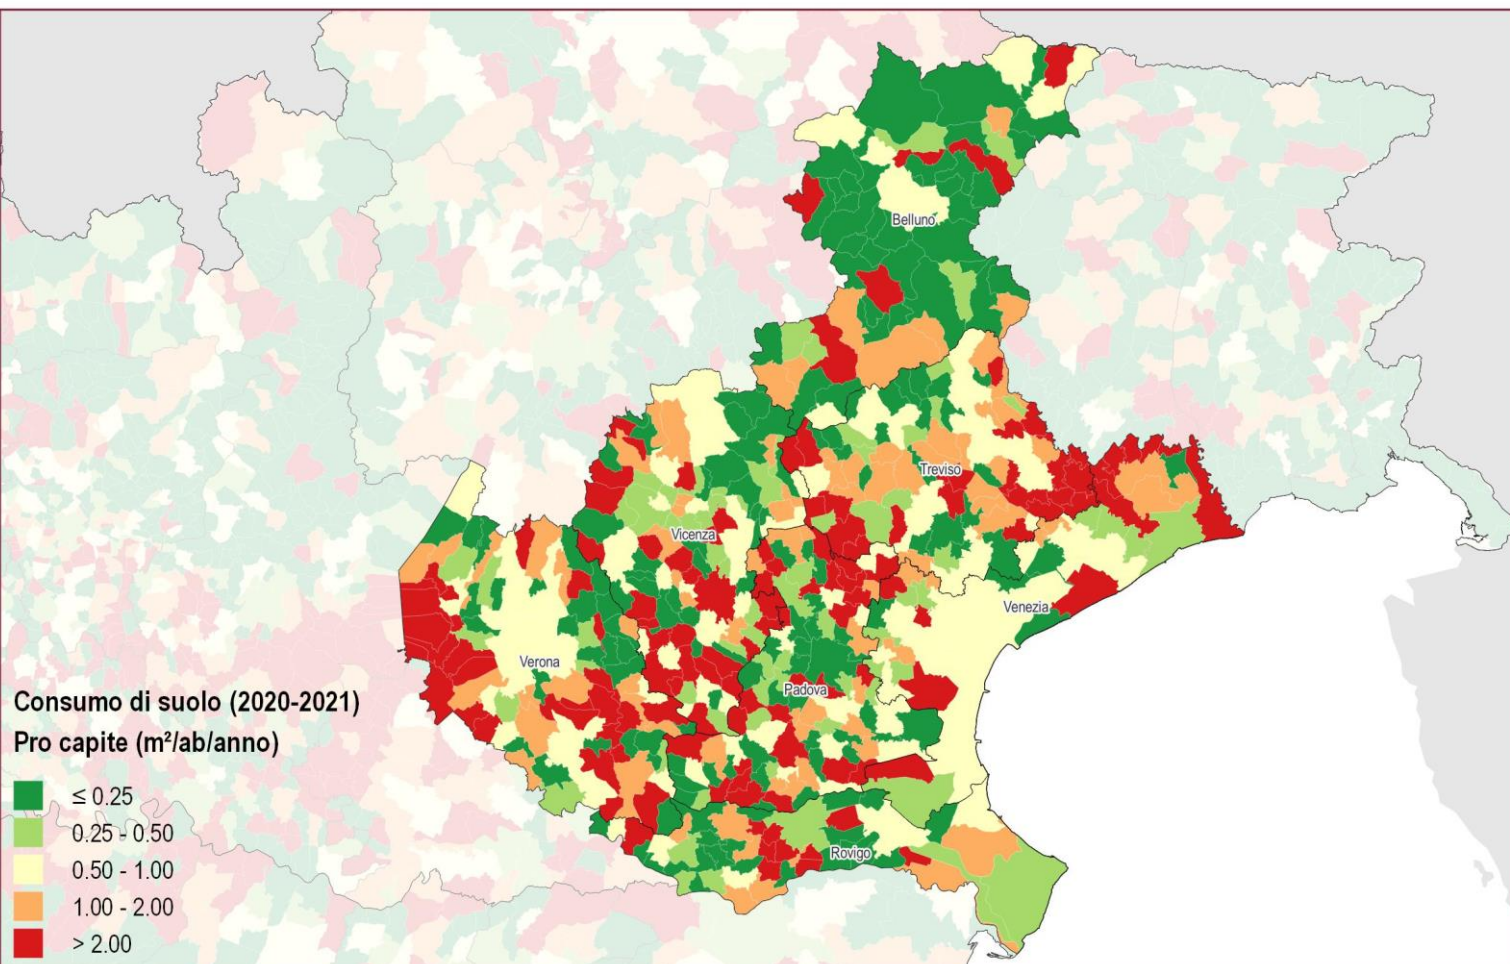 Belluno
Treviso
Vicenza
Venezia
Verona
Padova
Rovigo
Consumo di suolo (2020-2021)
Pro capite (m²/ab/anno)
≤ 0.25
0.25 - 0.50
0.50 - 1.00
1.00 - 2.00
> 2.00